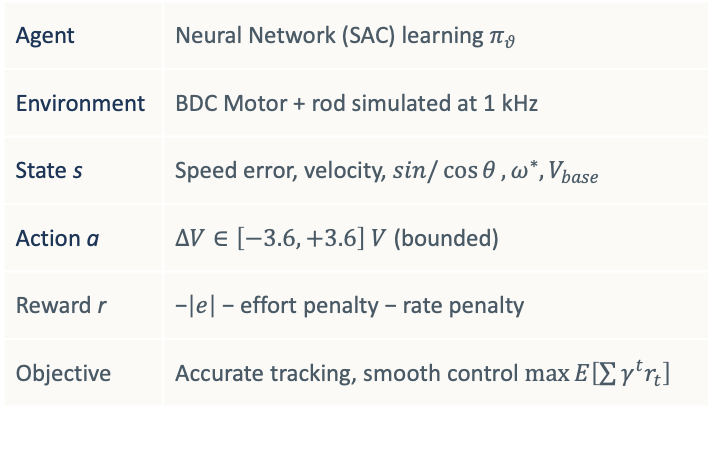 Agent Neural Network (SAC) learning π_ϑ
Environment BDC Motor + rod simulated at 1 kHz
State s Speed error, velocity, sin/ cos θ , ω*, V_base
Action a ΔV ∈ [−3.6, +3.6] V (bounded)
Reward r −|e| − effort penalty − rate penalty
Objective Accurate tracking, smooth control max E[∑ γ^t r_t]